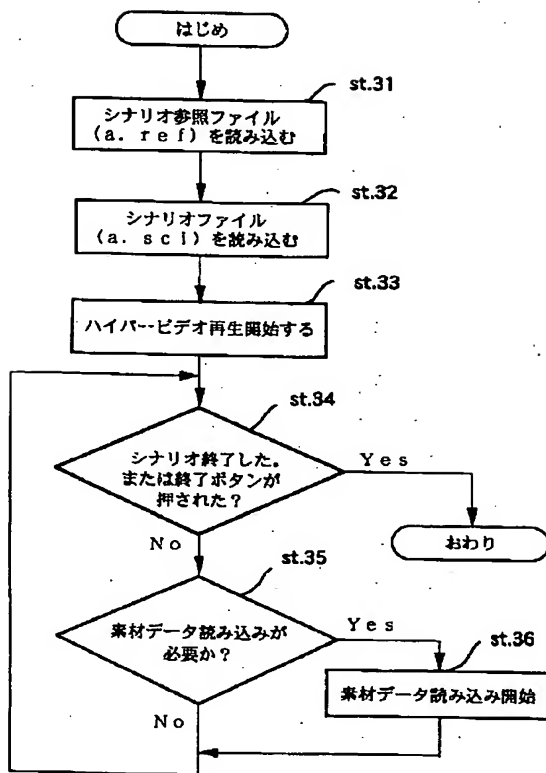 はじめ
st.31
シナリオ参照ファイル
(a. ref) を読み込む
st.32
シナリオファイル
(a. sci) を読み込む
st.33
ハイパービデオ再生開始する
st.34
シナリオ終了した。
または終了ボタンが
押された?
Yes
おわり
No
st.35
素材データ読み込みが
必要か?
Yes
st.36
素材データ読み込み開始
No